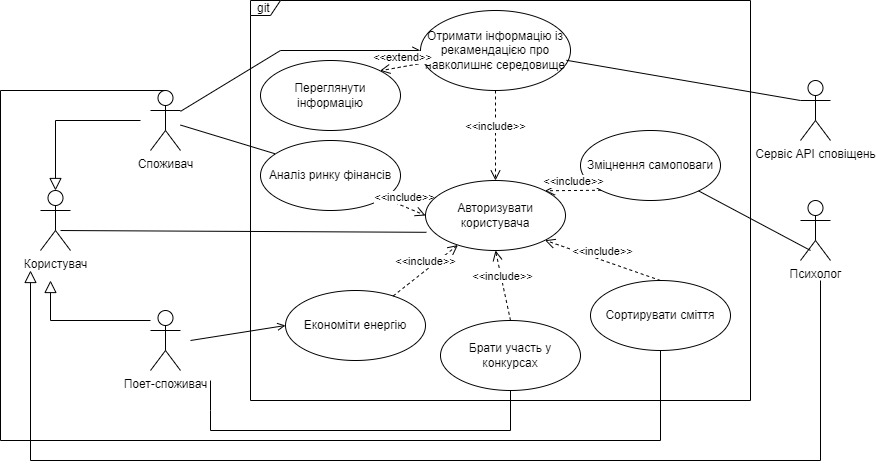 git
Отримати інформацію із
рекомендацією про
навколишнє середовище
<<extend>>
Переглянути
інформацію
<<include>>
Споживач
Сервіс API сповіщень
Аналіз ринку фінансів
Зміцнення самоповаги
<<include>>
<<include>>
Авторизувати
користувача
Користувач
Психолог
<<include>>
<<include>>
<<include>>
Економіти енергію
Сортирувати сміття
Брати участь у
конкурсах
Поет-споживач